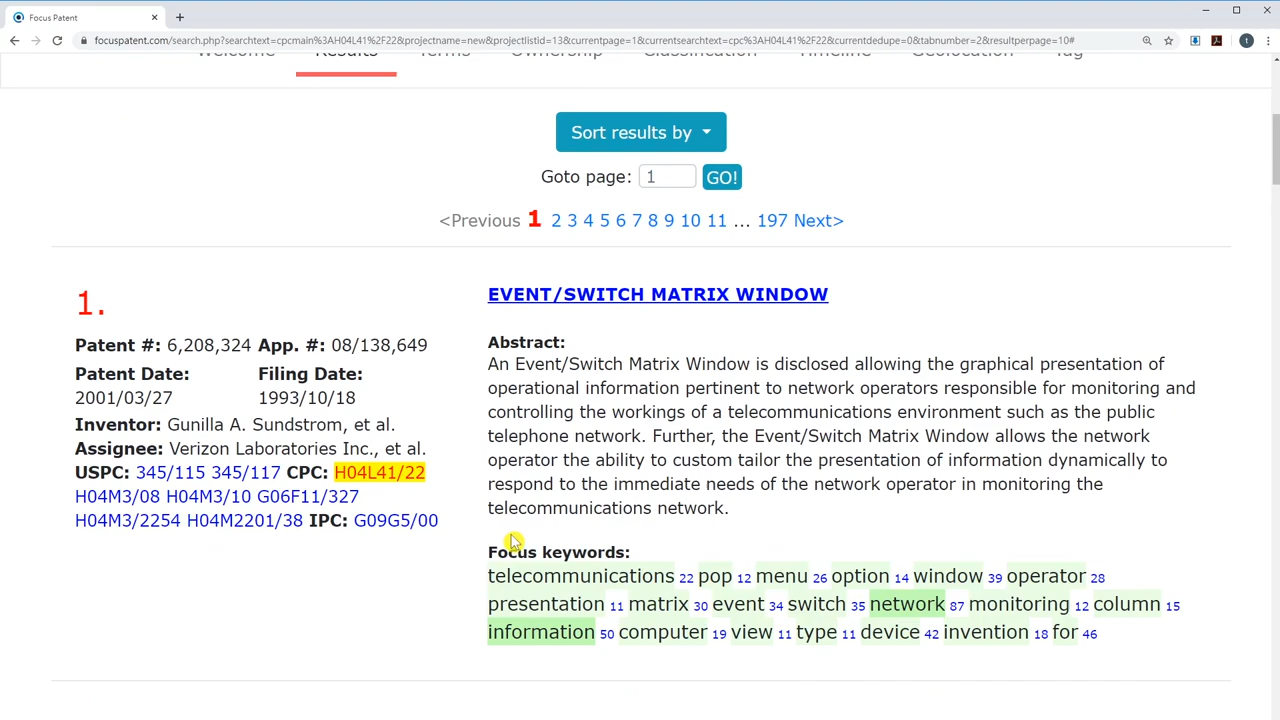 Focus Patent
focuspatent.com/search.php?searchtext=cpcmain%3AH04L41%2F22&projectname=new&projectlistid=13&currentpage=1&currentsearchtext=cpc%3AH04L41%2F22&currentdedupe=0&tabnumber=2&resultperpage=10#
Welcome Results Terms Ownership Classification Timeline Geolocation Tag
Sort results by
Goto page: 1 GO!
<Previous 1 2 3 4 5 6 7 8 9 10 11 ... 197 Next>
1.
Patent #: 6,208,324 App. #: 08/138,649
Patent Date: Filing Date:
2001/03/27 1993/10/18
Inventor: Gunilla A. Sundstrom, et al.
Assignee: Verizon Laboratories Inc., et al.
USPC: 345/115 345/117 CPC: H04L41/22
H04M3/08 H04M3/10 G06F11/327
H04M3/2254 H04M2201/38 IPC: G09G5/00
EVENT/SWITCH MATRIX WINDOW
Abstract:
An Event/Switch Matrix Window is disclosed allowing the graphical presentation of
operational information pertinent to network operators responsible for monitoring and
controlling the workings of a telecommunications environment such as the public
telephone network. Further, the Event/Switch Matrix Window allows the network
operator the ability to custom tailor the presentation of information dynamically to
respond to the immediate needs of the network operator in monitoring the
telecommunications network.
Focus keywords:
telecommunications 22 pop 12 menu 26 option 14 window 39 operator 28
presentation 11 matrix 30 event 34 switch 35 network 87 monitoring 12 column 15
information 50 computer 19 view 11 type 11 device 42 invention 18 for 46